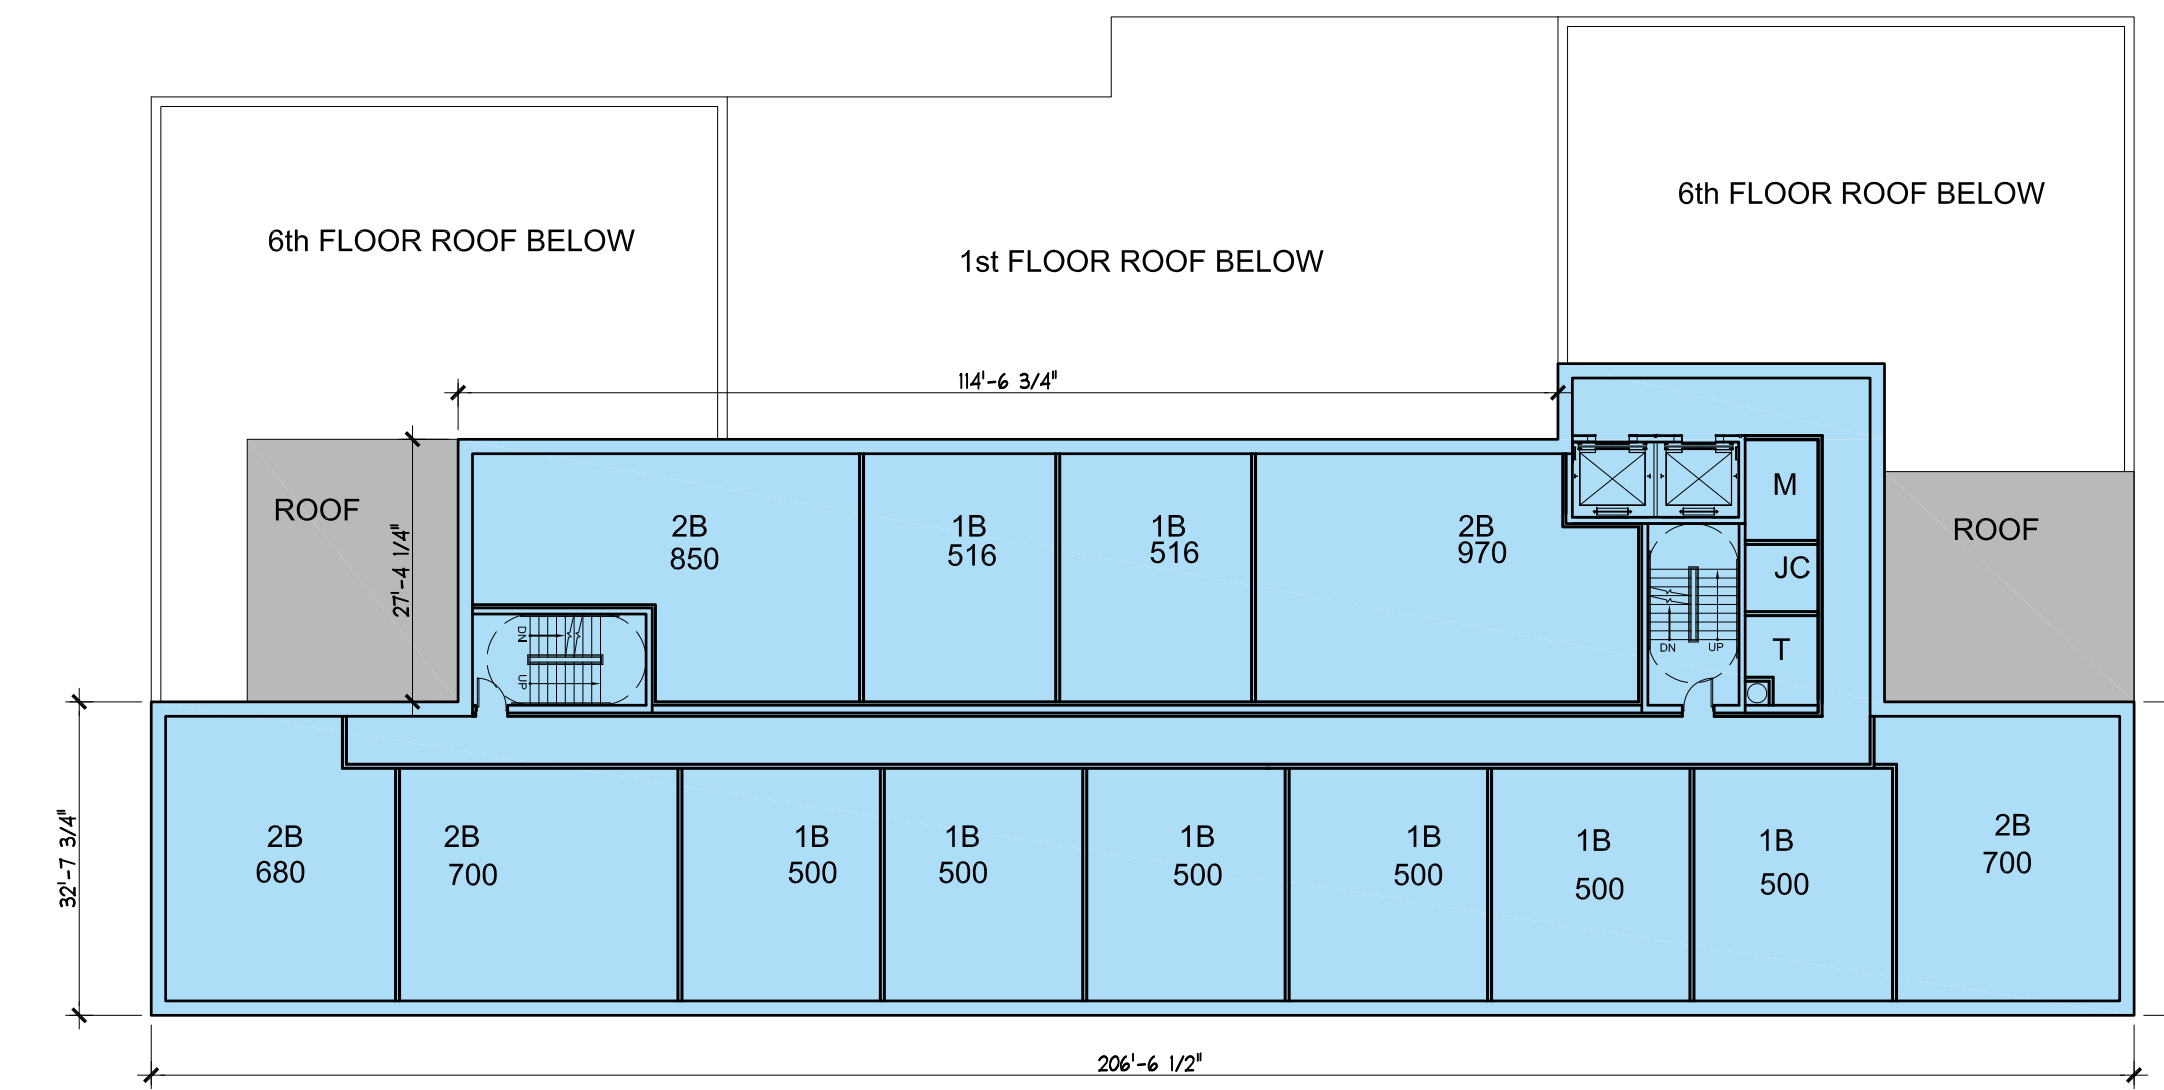 6th FLOOR ROOF BELOW
6th FLOOR ROOF BELOW
1st FLOOR ROOF BELOW
114'-6 3/4"
ROOF
27'-4 1/4"
2B
850
1B
516
1B
516
2B
970
M
JC
T
ROOF
DN
UP
DN
UP
32'-7 3/4"
2B
680
2B
700
1B
500
1B
500
1B
500
1B
500
1B
500
1B
500
2B
700
206'-6 1/2"